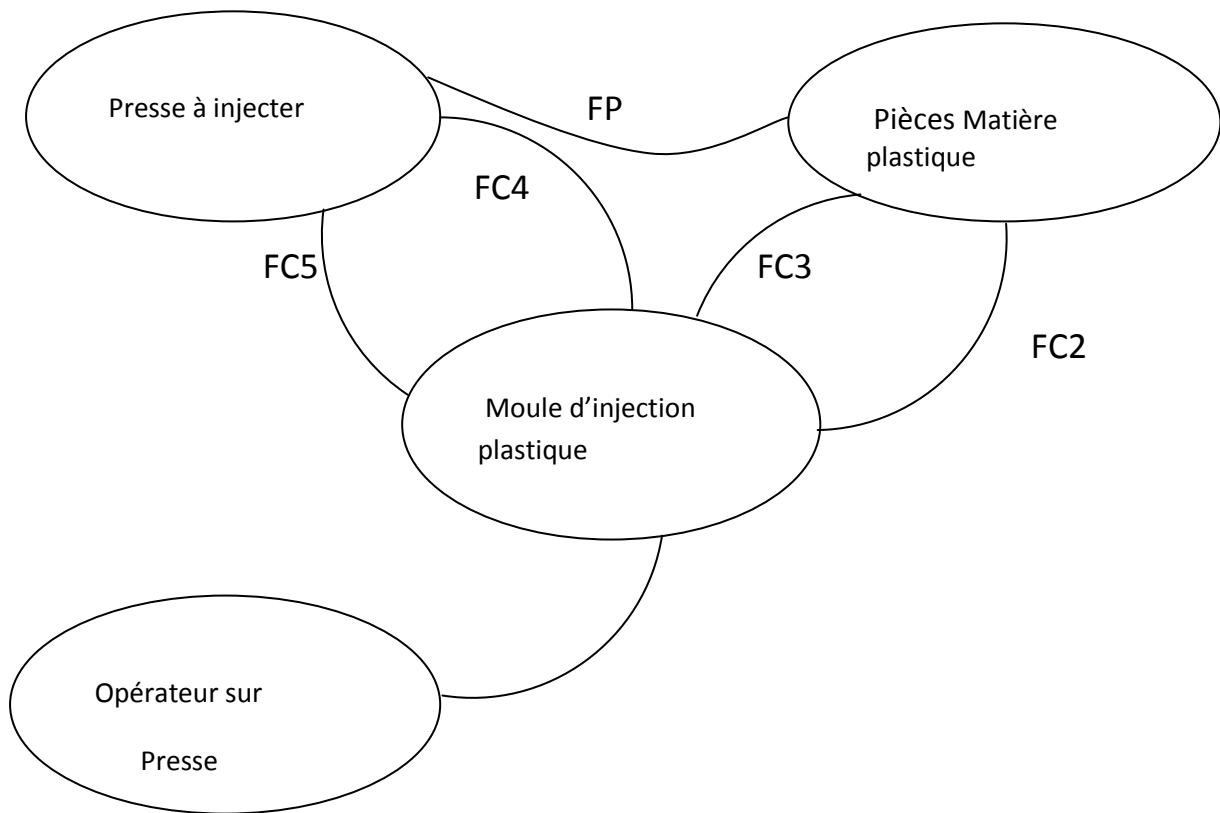 Presse à injecter
FP
Pièces Matière
plastique
FC4
FC5
FC3
FC2
Moule d’injection
plastique
Opérateur sur
Presse